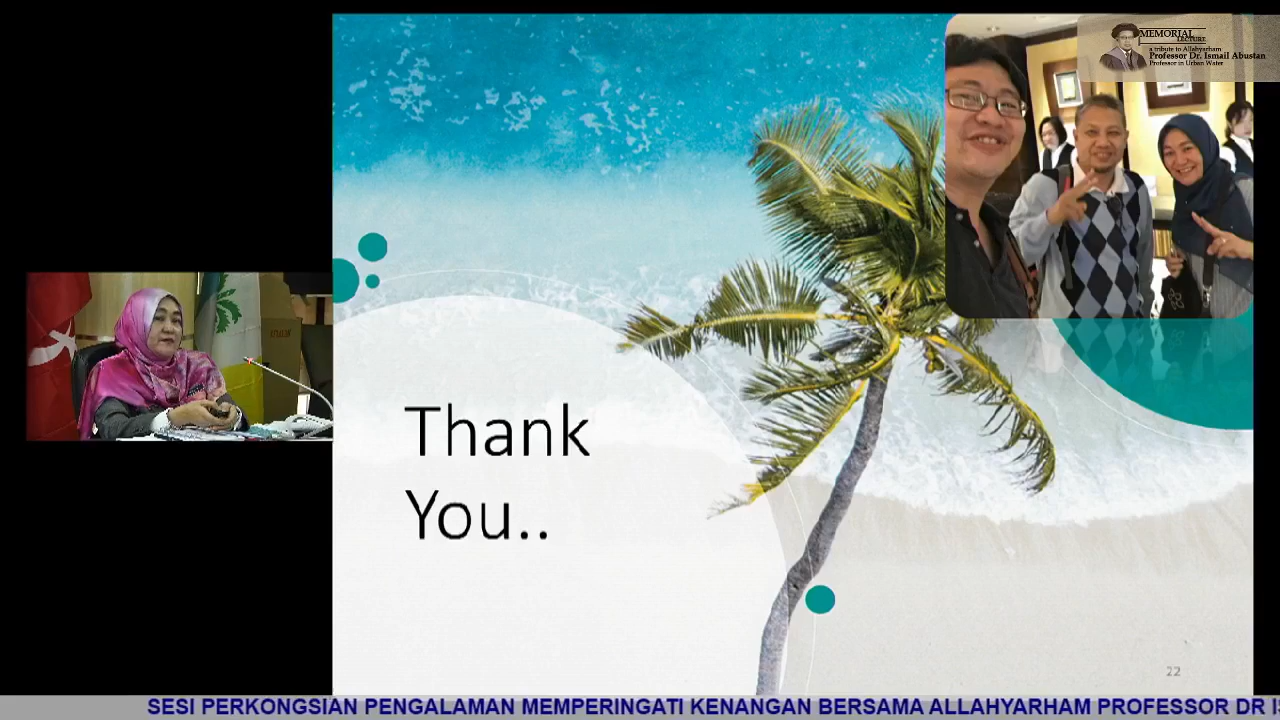 MEMORIAL
LECTURE
a tribute to Allahyarham
Professor Dr. Ismail Abustan
Professor in Urban Water
Thank
You..
22
SESI PERKONGSIAN PENGALAMAN MEMPERINGATI KENANGAN BERSAMA ALLAHYARHAM PROFESSOR DR